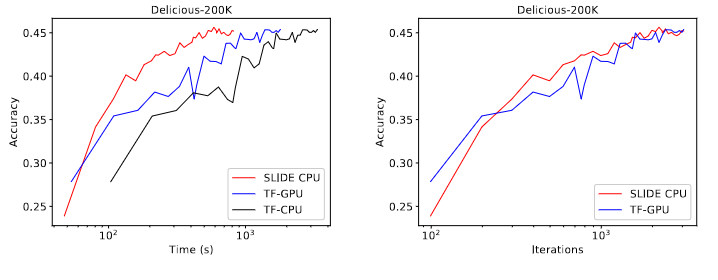 Delicious-200K
Accuracy
0.45
0.40
0.35
0.30
0.25
SLIDE CPU
TF-GPU
TF-CPU
10²
10³
Time (s)
Delicious-200K
Accuracy
0.45
0.40
0.35
0.30
0.25
SLIDE CPU
TF-GPU
10²
10³
Iterations